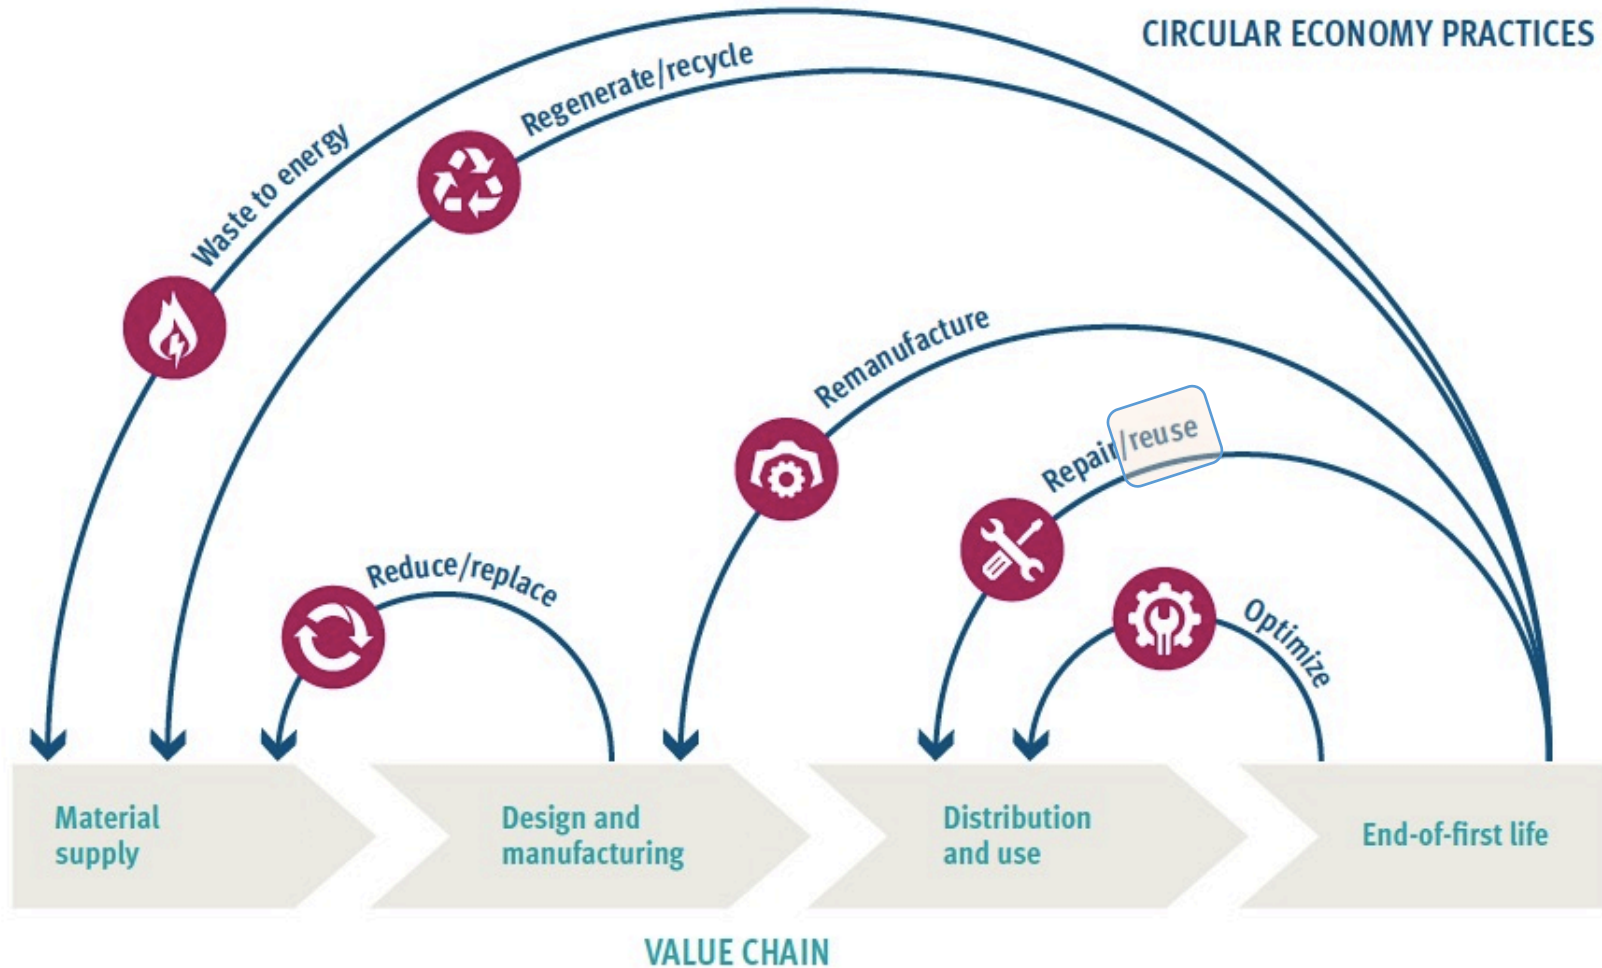 CIRCULAR ECONOMY PRACTICES
Waste to energy
Regenerate/recycle
Remanufacture
Repair/reuse
Reduce/replace
Optimize
Material
supply
Design and
manufacturing
Distribution
and use
End-of-first life
VALUE CHAIN